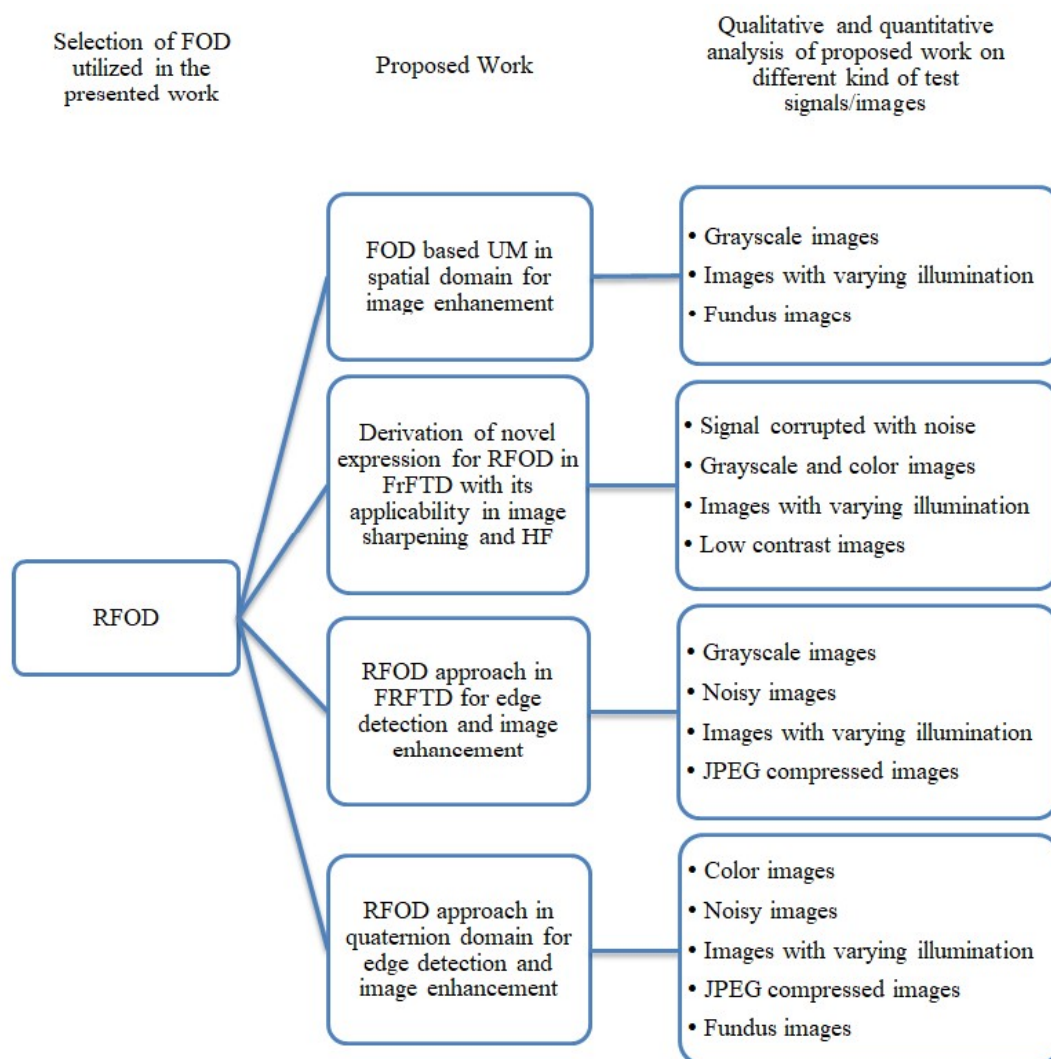 Selection of FOD
utilized in the
presented work
Proposed Work
Qualitative and quantitative
analysis of proposed work on
different kind of test
signals/images
RFOD
FOD based UM in
spatial domain for
image enhanement
• Grayscale images
• Images with varying illumination
• Fundus images
Derivation of novel
expression for RFOD in
FrFTD with its
applicability in image
sharpening and HF
• Signal corrupted with noise
• Grayscale and color images
• Images with varying illumination
• Low contrast images
RFOD approach in
FRFTD for edge
detection and image
enhancement
• Grayscale images
• Noisy images
• Images with varying illumination
• JPEG compressed images
RFOD approach in
quaternion domain for
edge detection and
image enhancement
• Color images
• Noisy images
• Images with varying illumination
• JPEG compressed images
• Fundus images